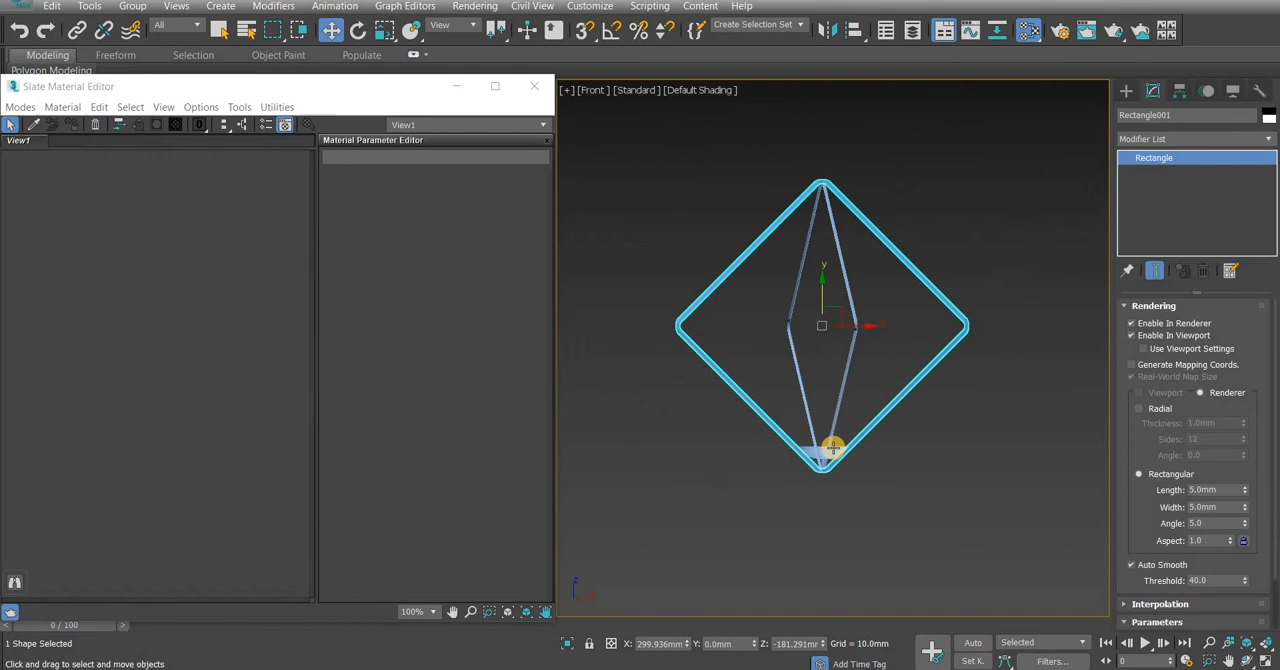 Edit Tools Group Views Create Modifiers Animation Graph Editors Rendering Civil View Customize Scripting Content Help
All View Create Selection Set
Modeling Freeform Selection Object Paint Populate
Polygon Modeling
Slate Material Editor
Modes Material Edit Select View Options Tools Utilities
View1
View1 Material Parameter Editor
[+] [Front] [Standard] [Default Shading]
y
z
Rectangle001
Modifier List
Rectangle
Rendering
Enable In Renderer
Enable In Viewport
Use Viewport Settings
Generate Mapping Coords.
Real-World Map Size
Viewport Renderer
Radial
Thickness: 1.0mm
Sides: 12
Angle: 0.0
Rectangular
Length: 5.0mm
Width: 5.0mm
Angle: 5.0
Aspect: 1.0
Auto Smooth
Threshold: 40.0
Interpolation
Parameters
100%
0 / 100
1 Shape Selected
X: 299.936mm Y: 0.0mm Z: -181.291mm Grid = 10.0mm
Auto Selected
Click and drag to select and move objects
Add Time Tag
Set K. Filters...
0